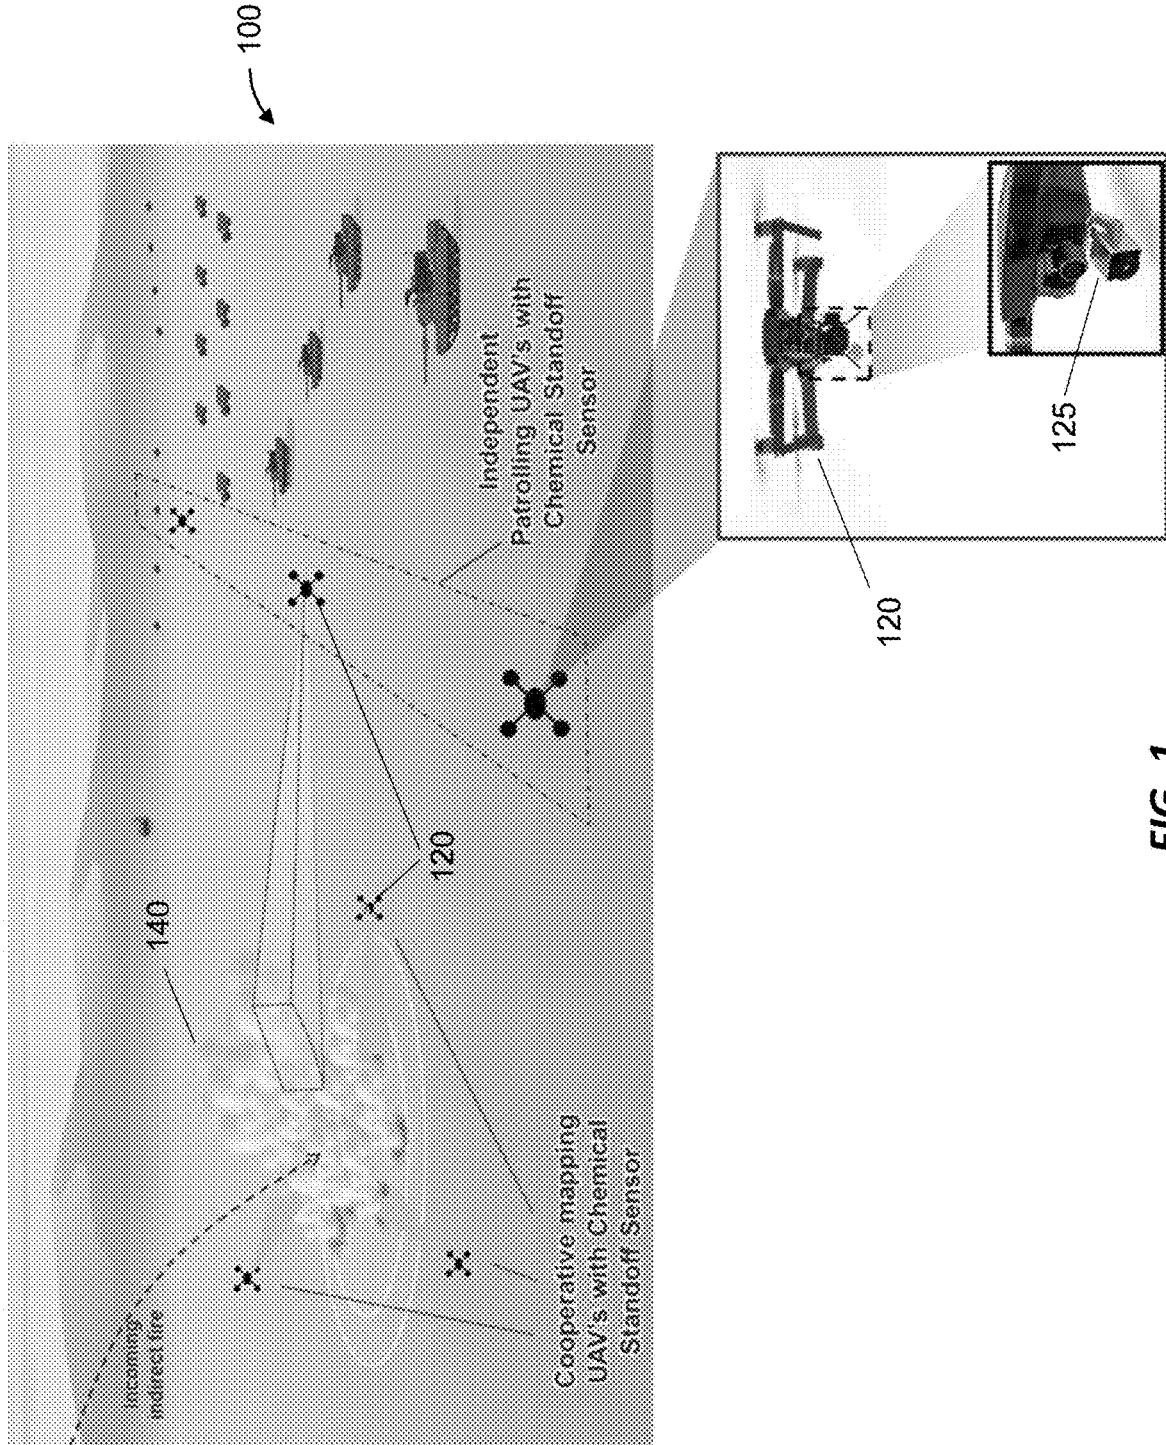 100
Incoming
indirect fire
140
120
Independent
Patrolling UAV's with
Chemical Standoff
Sensor
Cooperative mapping
UAV's with Chemical
Standoff Sensor
120
125
FIG. 1